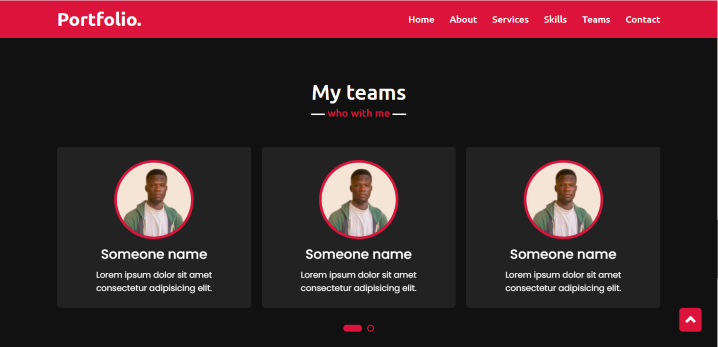 Portfolio.
Home About Services Skills Teams Contact
My teams
who with me
Someone name
Lorem ipsum dolor sit amet
consectetur adipisicing elit.
Someone name
Lorem ipsum dolor sit amet
consectetur adipisicing elit.
Someone name
Lorem ipsum dolor sit amet
consectetur adipisicing elit.